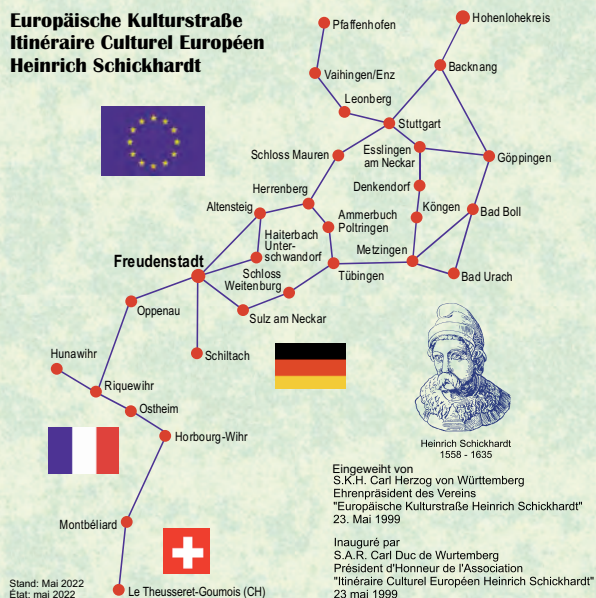 Europäische Kulturstraße
Itinéraire Culturel Européen
Heinrich Schickhardt
Pfaffenhofen
Hohenlohekreis
Vaihingen/Enz
Backnang
Leonberg
Stuttgart
Schloss Mauren
Esslingen
am Neckar
Göppingen
Herrenberg
Denkendorf
Altensteig
Ammerbuch
Poltringen
Köngen
Bad Boll
Haiterbach
Unter-
schwandorf
Metzingen
Freudenstadt
Schloss
Weitenburg
Tübingen
Bad Urach
Oppenau
Sulz am Neckar
Hunawihr
Schiltach
Riquewihr
Ostheim
Horbourg-Wihr
Heinrich Schickhardt
1558 - 1635
Eingeweiht von
S.K.H. Carl Herzog von Württemberg
Ehrenpräsident des Vereins
"Europäische Kulturstraße Heinrich Schickhardt"
23. Mai 1999
Montbéliard
Inauguré par
S.A.R. Carl Duc de Wurtemberg
Président d'Honneur de l'Association
"Itinéraire Culturel Européen Heinrich Schickhardt"
23 mai 1999
Stand: Mai 2022
État: mai 2022
Le Theusseret-Goumois (CH)